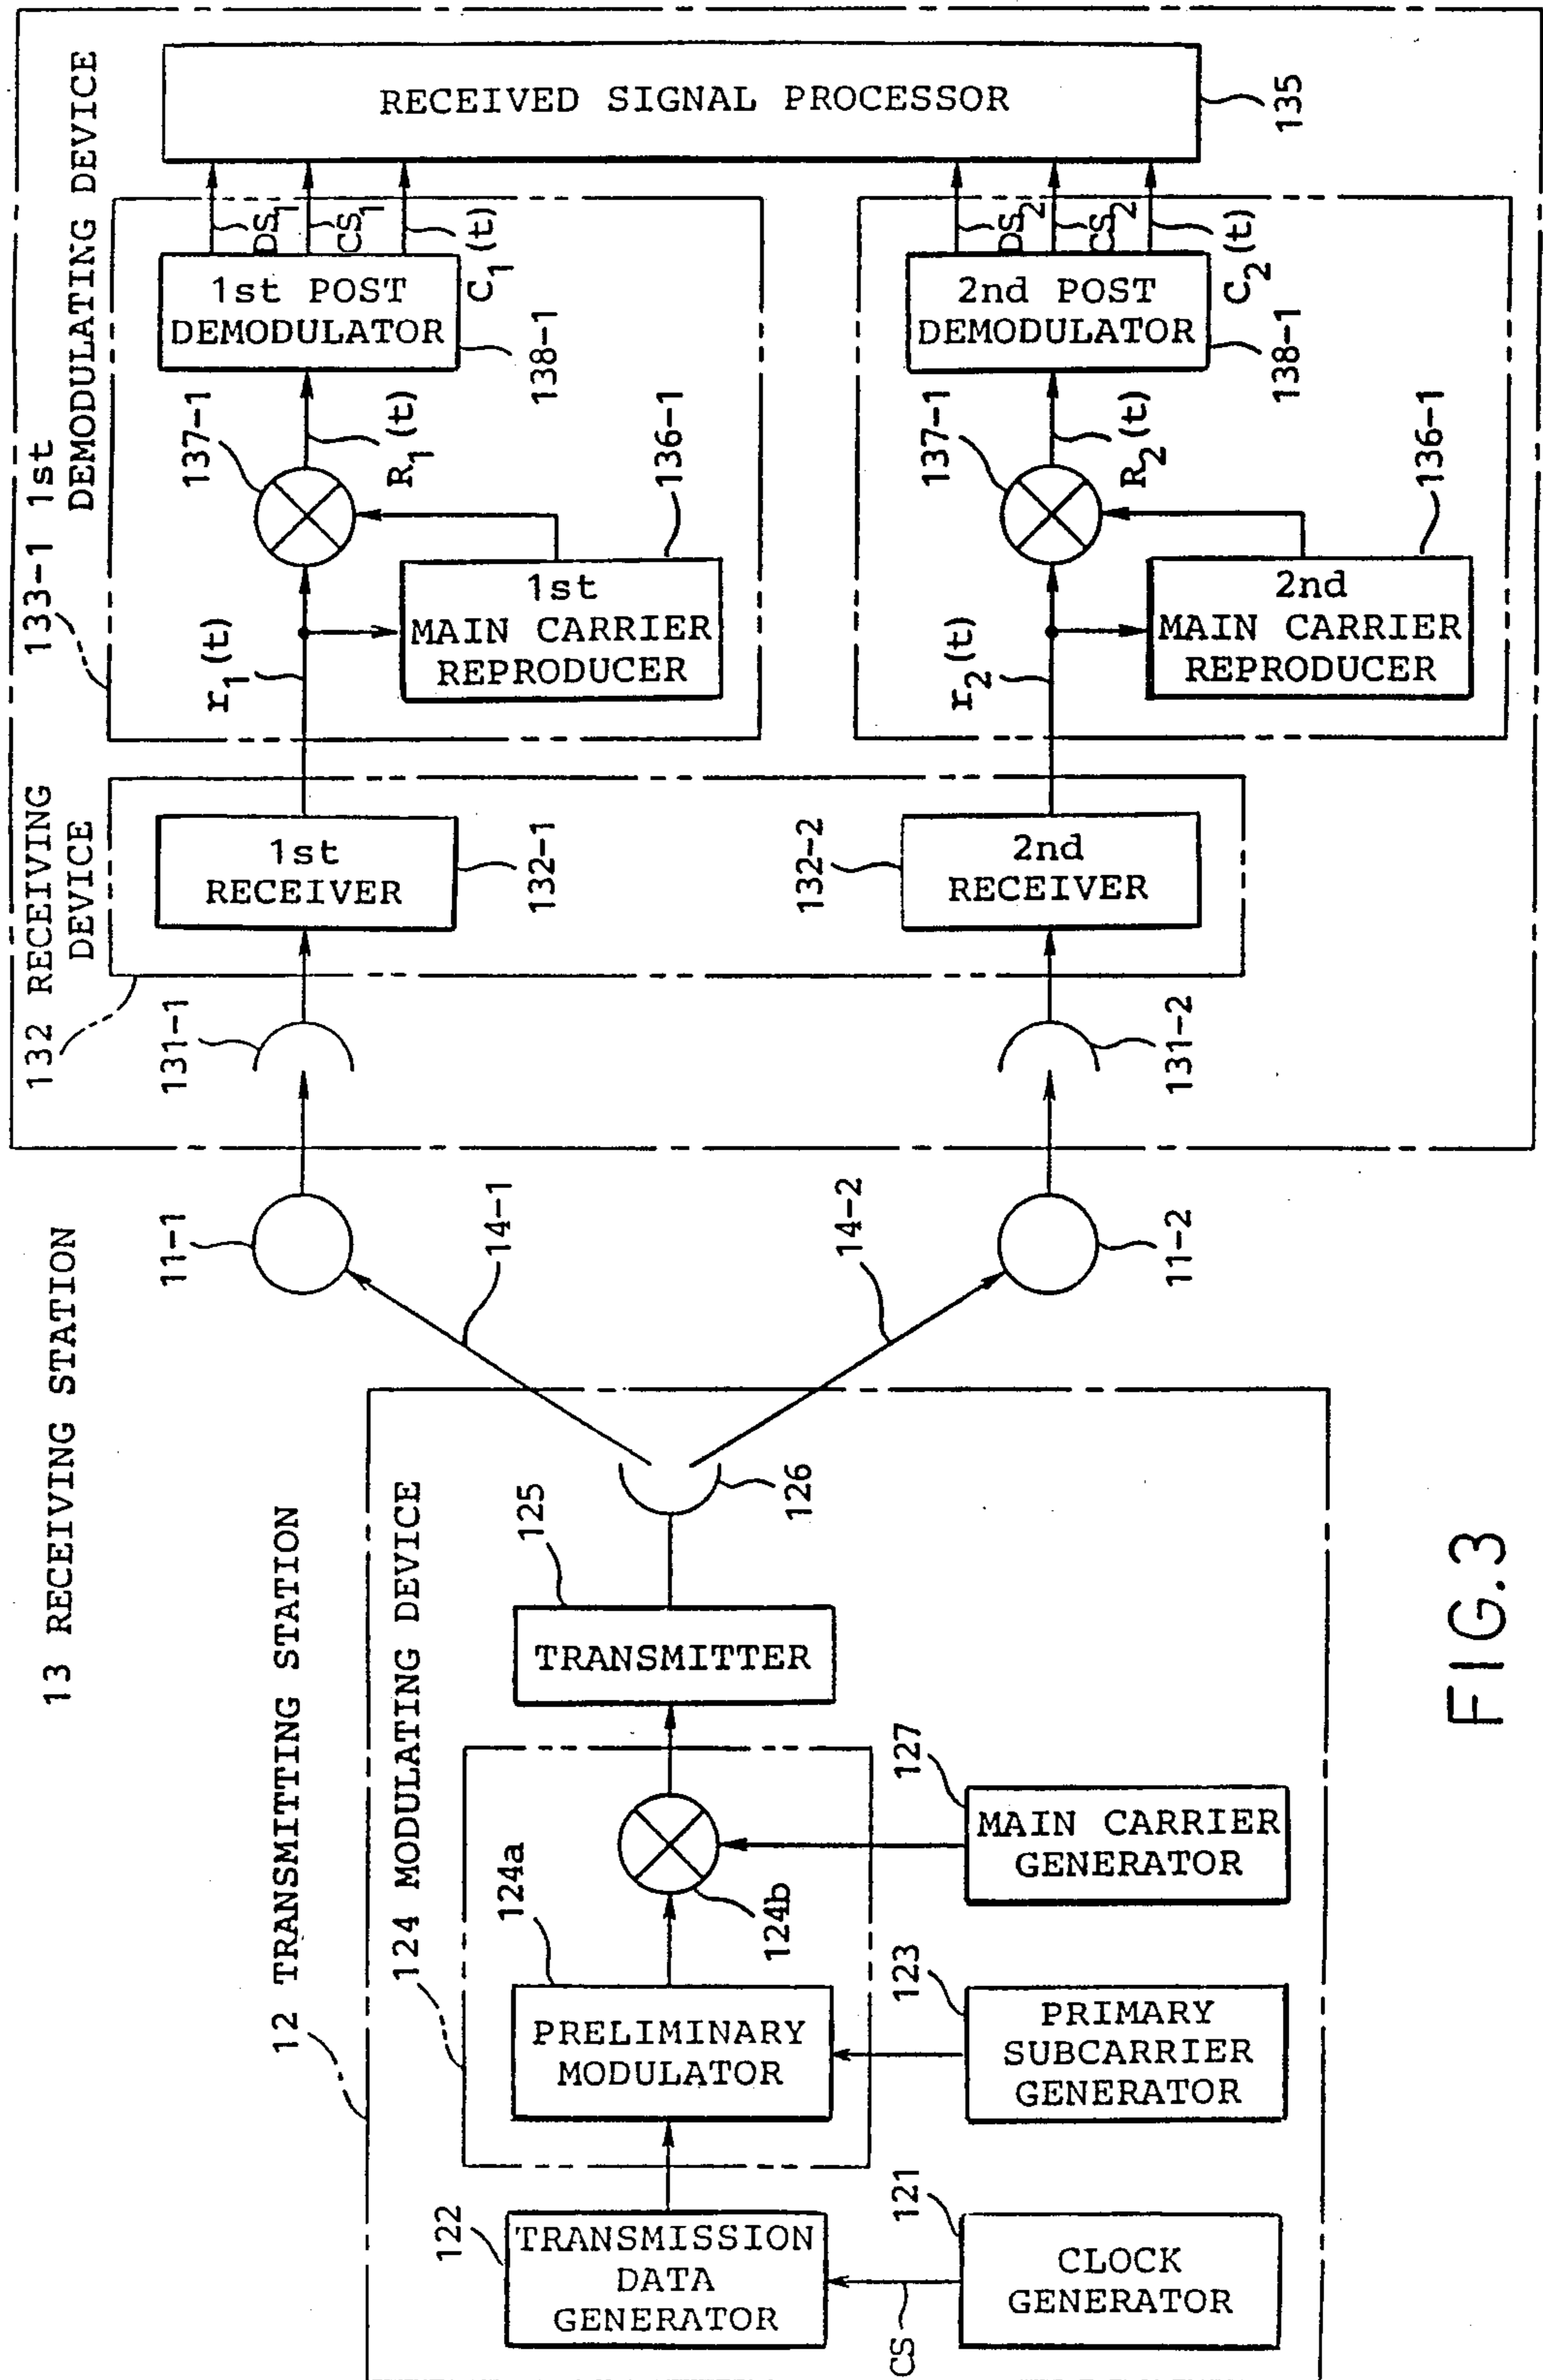 13 RECEIVING STATION
133-1 1st
DEMODULATING DEVICE
132 RECEIVING
DEVICE
131-1
1st
RECEIVER
132-1
r1(t)
137-1
R1(t)
1st
MAIN CARRIER
REPRODUCER
136-1
1st POST
DEMODULATOR
138-1
DS1
CS1
C1(t)
RECEIVED SIGNAL PROCESSOR
135
131-2
2nd
RECEIVER
132-2
r2(t)
137-1
R2(t)
2nd
MAIN CARRIER
REPRODUCER
136-1
2nd POST
DEMODULATOR
138-1
DS2
CS2
C2(t)
11-1
14-1
14-2
11-2
12 TRANSMITTING STATION
124 MODULATING DEVICE
122
TRANSMISSION
DATA
GENERATOR
CS
121
CLOCK
GENERATOR
124a
PRELIMINARY
MODULATOR
124b
123
PRIMARY
SUBCARRIER
GENERATOR
127
MAIN CARRIER
GENERATOR
125
TRANSMITTER
126
FIG.3